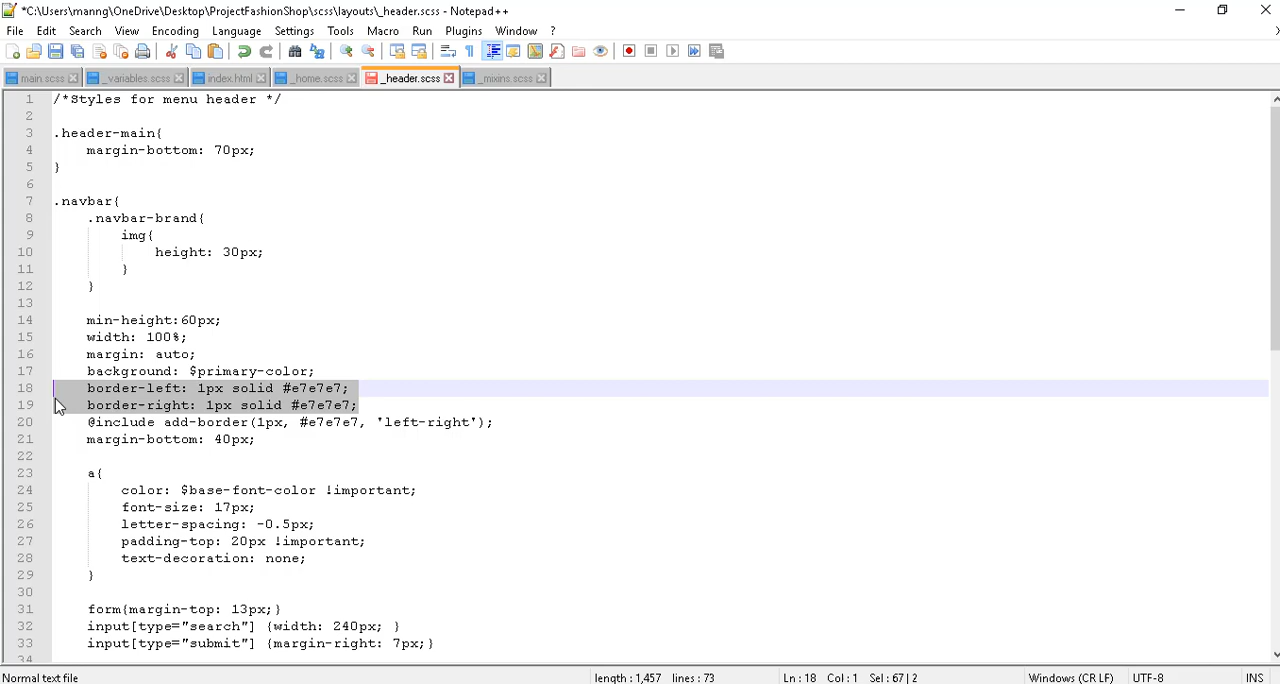 *C:\Users\manng\OneDrive\Desktop\ProjectFashionShop\scss\layouts\_header.scss - Notepad++
File Edit Search View Encoding Language Settings Tools Macro Run Plugins Window ?
main.scss _variables.scss index.html _home.scss _header.scss _mixins.scss
1 /*Styles for menu header */
2
3 .header-main{
4 margin-bottom: 70px;
5 }
6
7 .navbar{
8 .navbar-brand{
9 img{
10 height: 30px;
11 }
12 }
13
14 min-height:60px;
15 width: 100%;
16 margin: auto;
17 background: $primary-color;
18 border-left: 1px solid #e7e7e7;
19 border-right: 1px solid #e7e7e7;
20 @include add-border(1px, #e7e7e7, 'left-right');
21 margin-bottom: 40px;
22
23 a{
24 color: $base-font-color !important;
25 font-size: 17px;
26 letter-spacing: -0.5px;
27 padding-top: 20px !important;
28 text-decoration: none;
29 }
30
31 form{margin-top: 13px;}
32 input[type="search"] {width: 240px; }
33 input[type="submit"] {margin-right: 7px;}
34
Normal text file length : 1,457 lines : 73 Ln : 18 Col : 1 Sel : 67 | 2 Windows (CR LF) UTF-8 INS